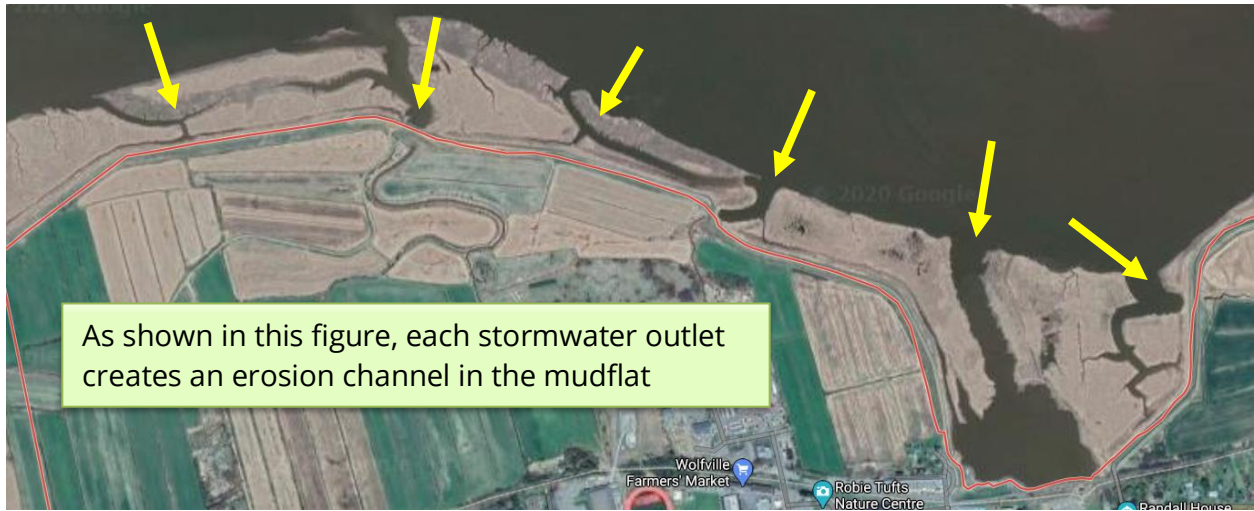 © 2020 Google
As shown in this figure, each stormwater outlet
creates an erosion channel in the mudflat
Wolfville
Farmers' Market
Robie Tufts
Nature Centre
Randall House